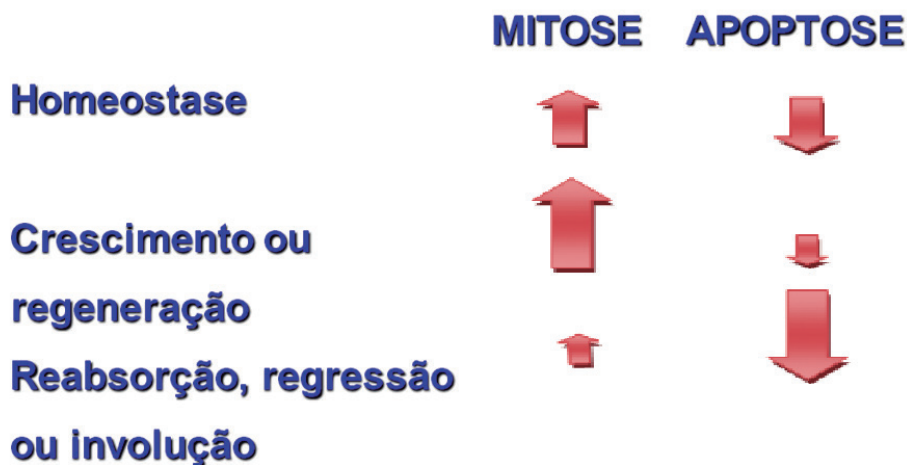 MITOSE APOPTOSE
Homeostase
Crescimento ou
regeneração
Reabsorção, regressão
ou involução